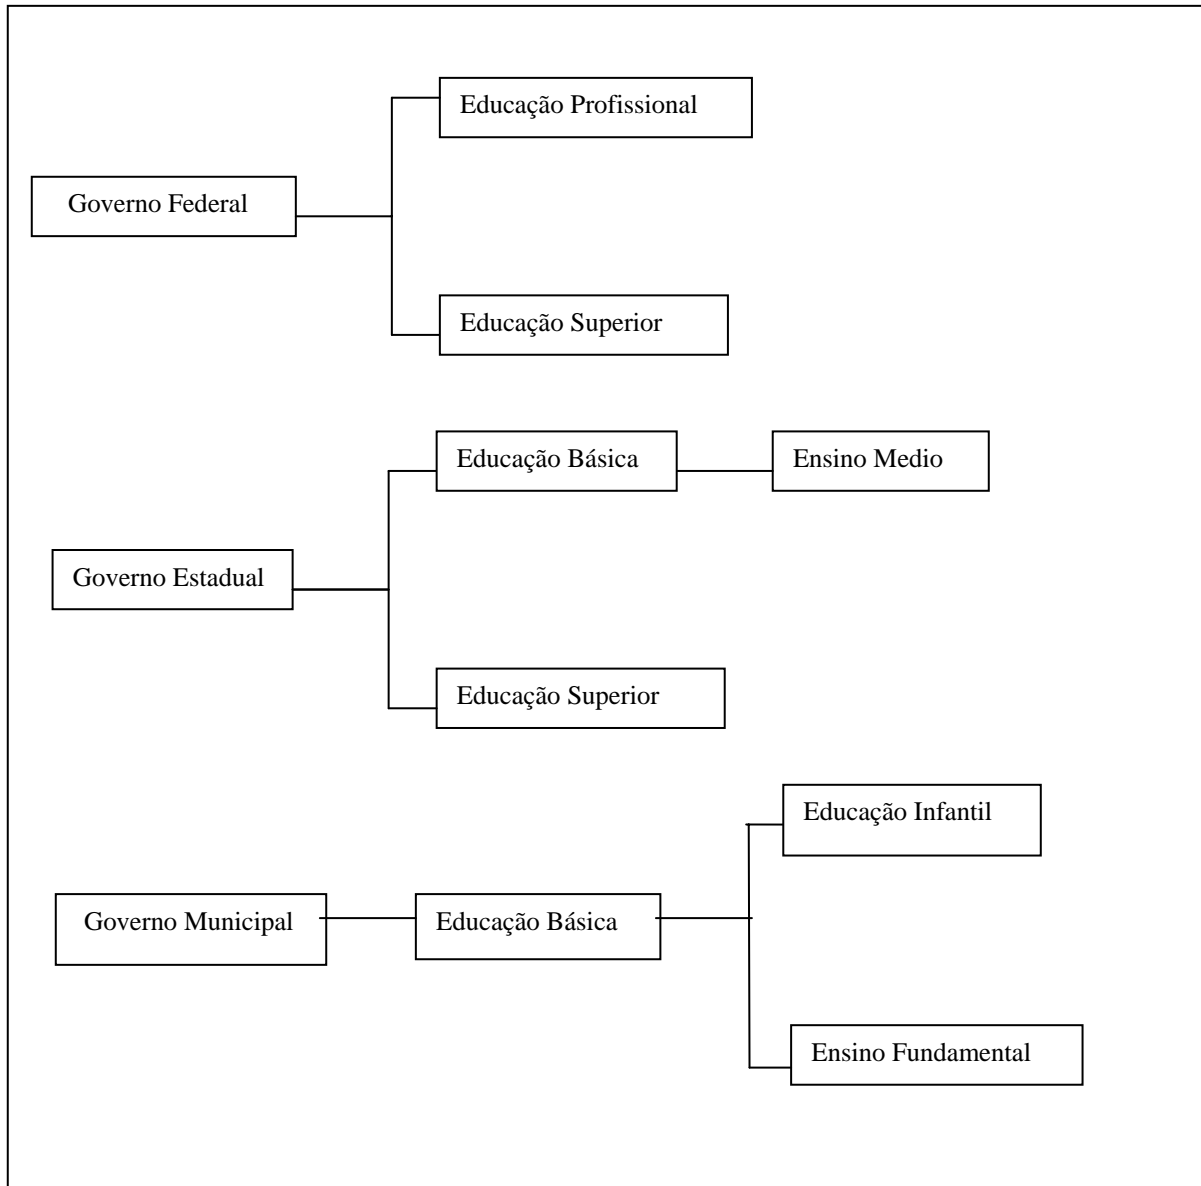 Educação Profissional
Governo Federal
Educação Superior
Educação Básica
Ensino Medio
Governo Estadual
Educação Superior
Educação Infantil
Governo Municipal
Educação Básica
Ensino Fundamental